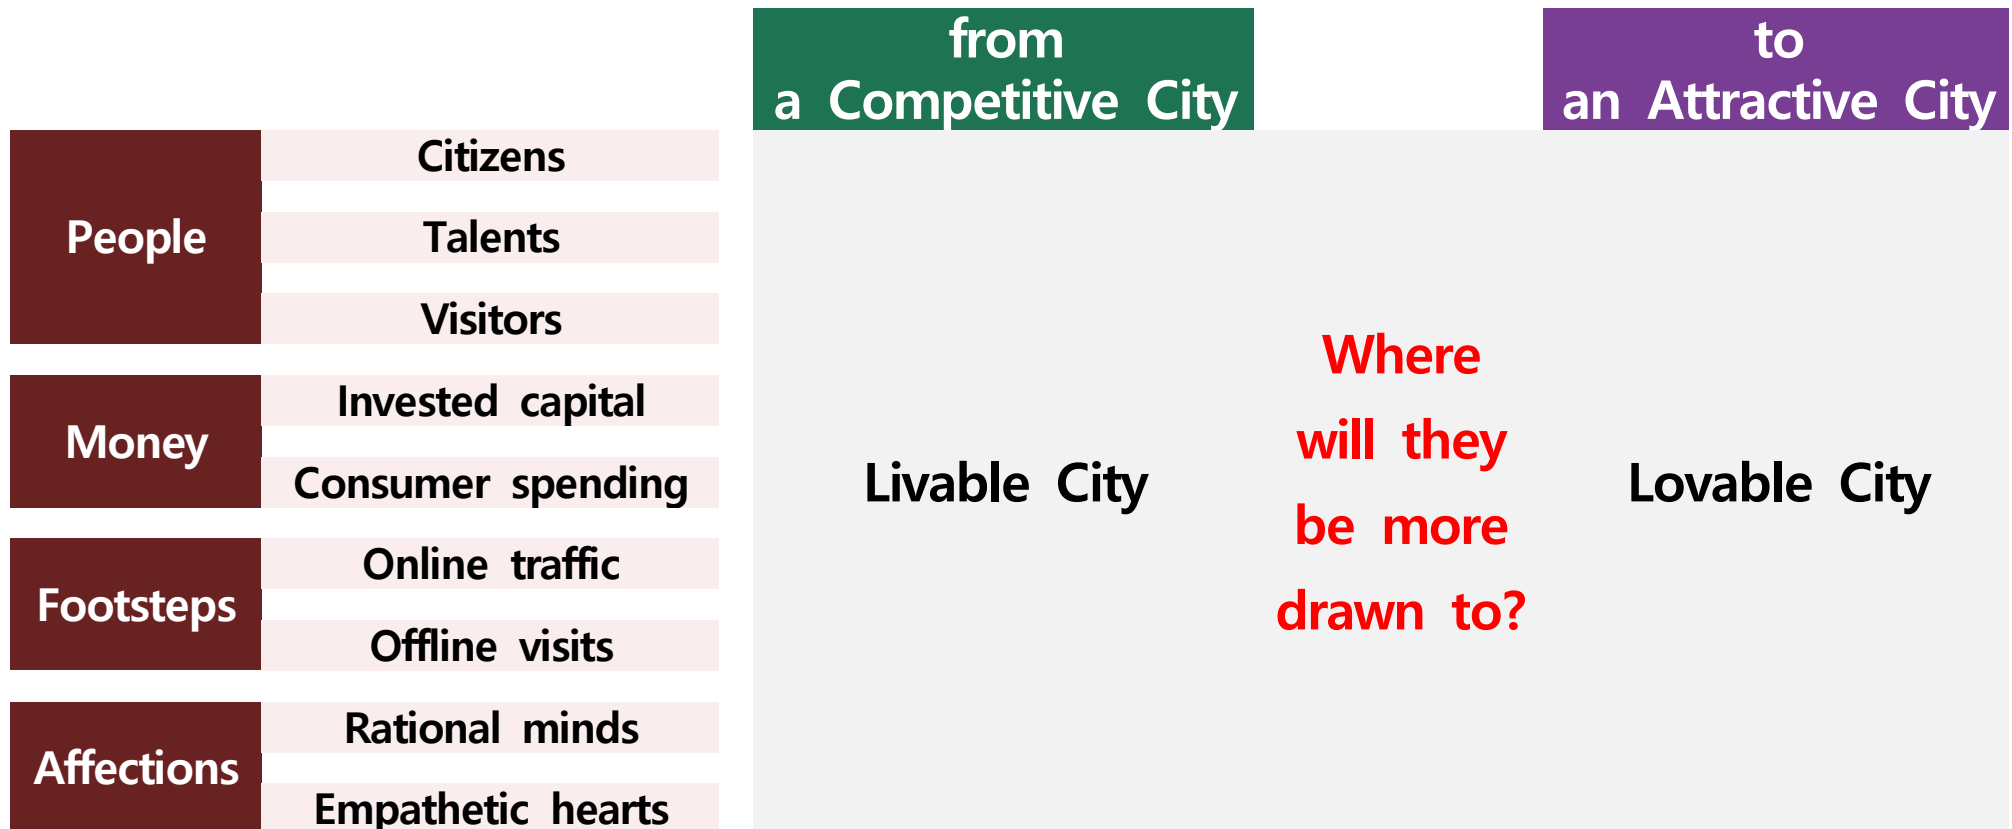 from
a Competitive City
to
an Attractive City
People
Citizens
Talents
Visitors
Money
Invested capital
Consumer spending
Footsteps
Online traffic
Offline visits
Affections
Rational minds
Empathetic hearts
Livable City
Where
will they
be more
drawn to?
Lovable City